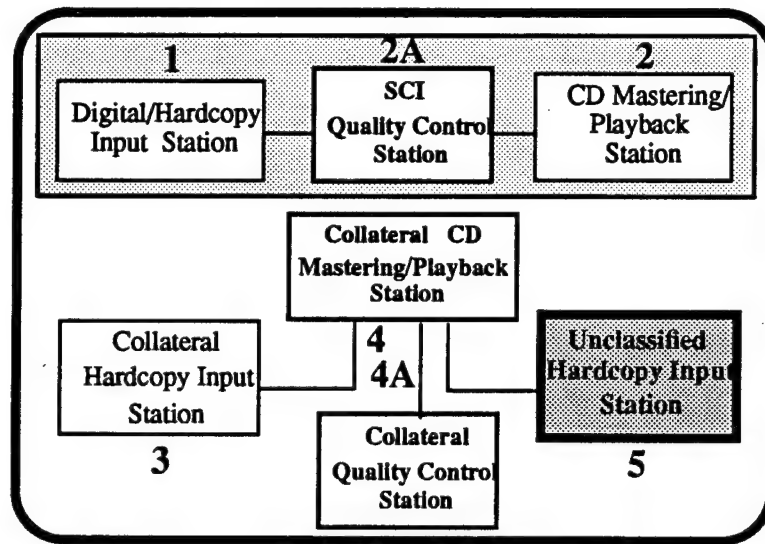 1
2A
2
Digital/Hardcopy
Input Station
SCI
Quality Control
Station
CD Mastering/
Playback
Station
Collateral CD
Mastering/Playback
Station
Collateral
Hardcopy Input
Station
3
4
4A
Unclassified
Hardcopy Input
Station
5
Collateral
Quality Control
Station